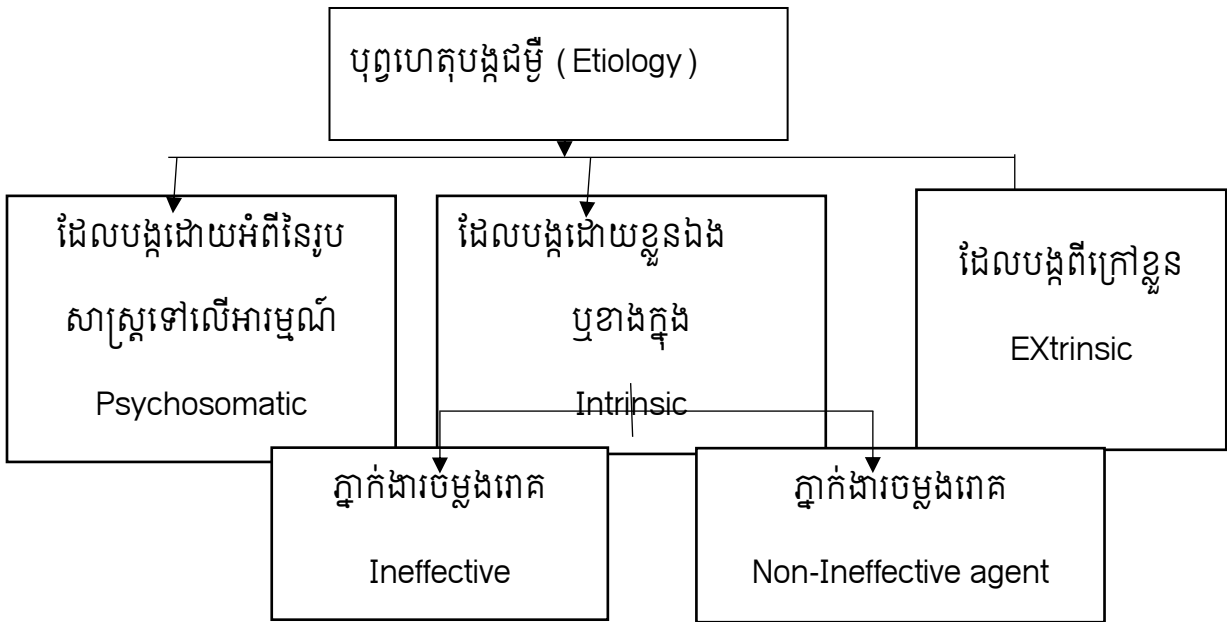 បុព្វហេតុបង្កជម្ងឺ (Etiology)
ដែលបង្កដោយអំពីនៃរូប
សាស្ត្រទៅលើអារម្មណ៍
Psychosomatic
ដែលបង្កដោយខ្លួនឯង
ឬខាងក្នុង
Intrinsic
ដែលបង្កពីក្រៅខ្លួន
EXtrinsic
ភ្នាក់ងារចម្លងរោគ
Ineffective
ភ្នាក់ងារចម្លងរោគ
Non-Ineffective agent